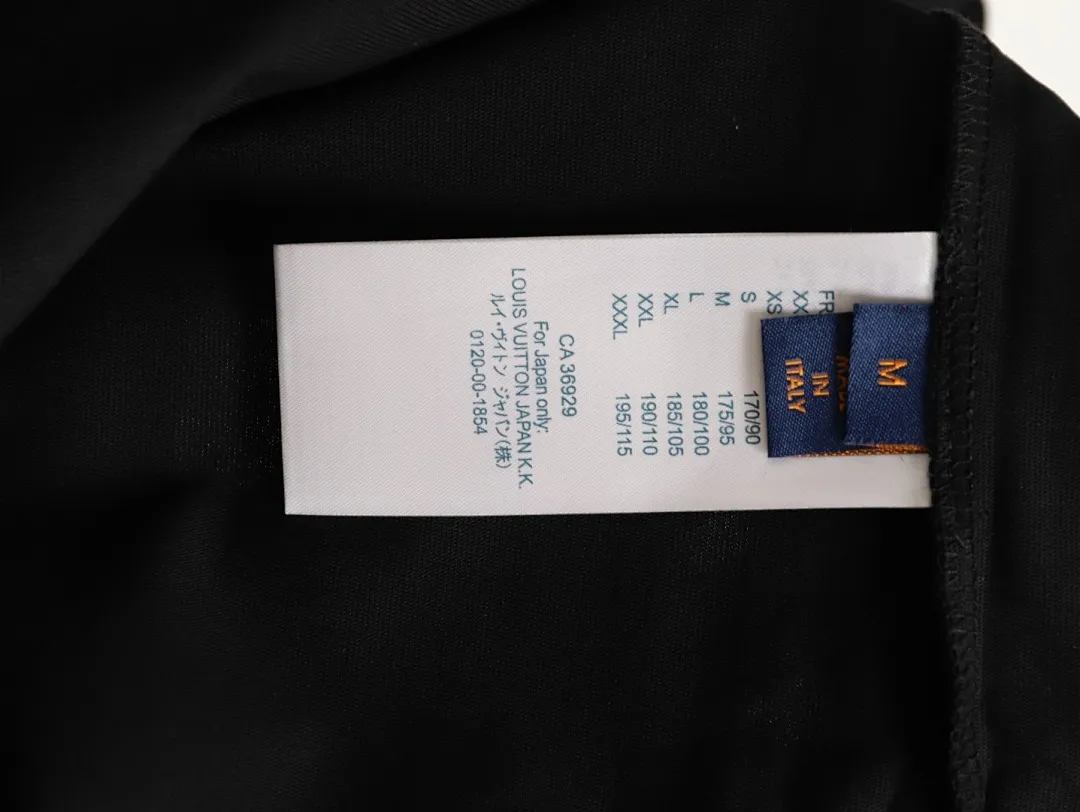 M
MADE
IN
ITALY
FR
XX
XS
S 170/90
M 175/95
L 180/100
XL 185/105
XXL 190/110
XXXL 195/115
CA 36929
For Japan only:
LOUIS VUITTON JAPAN K.K.
ルイ・ヴィトン ジャパン(株)
0120-00-1854